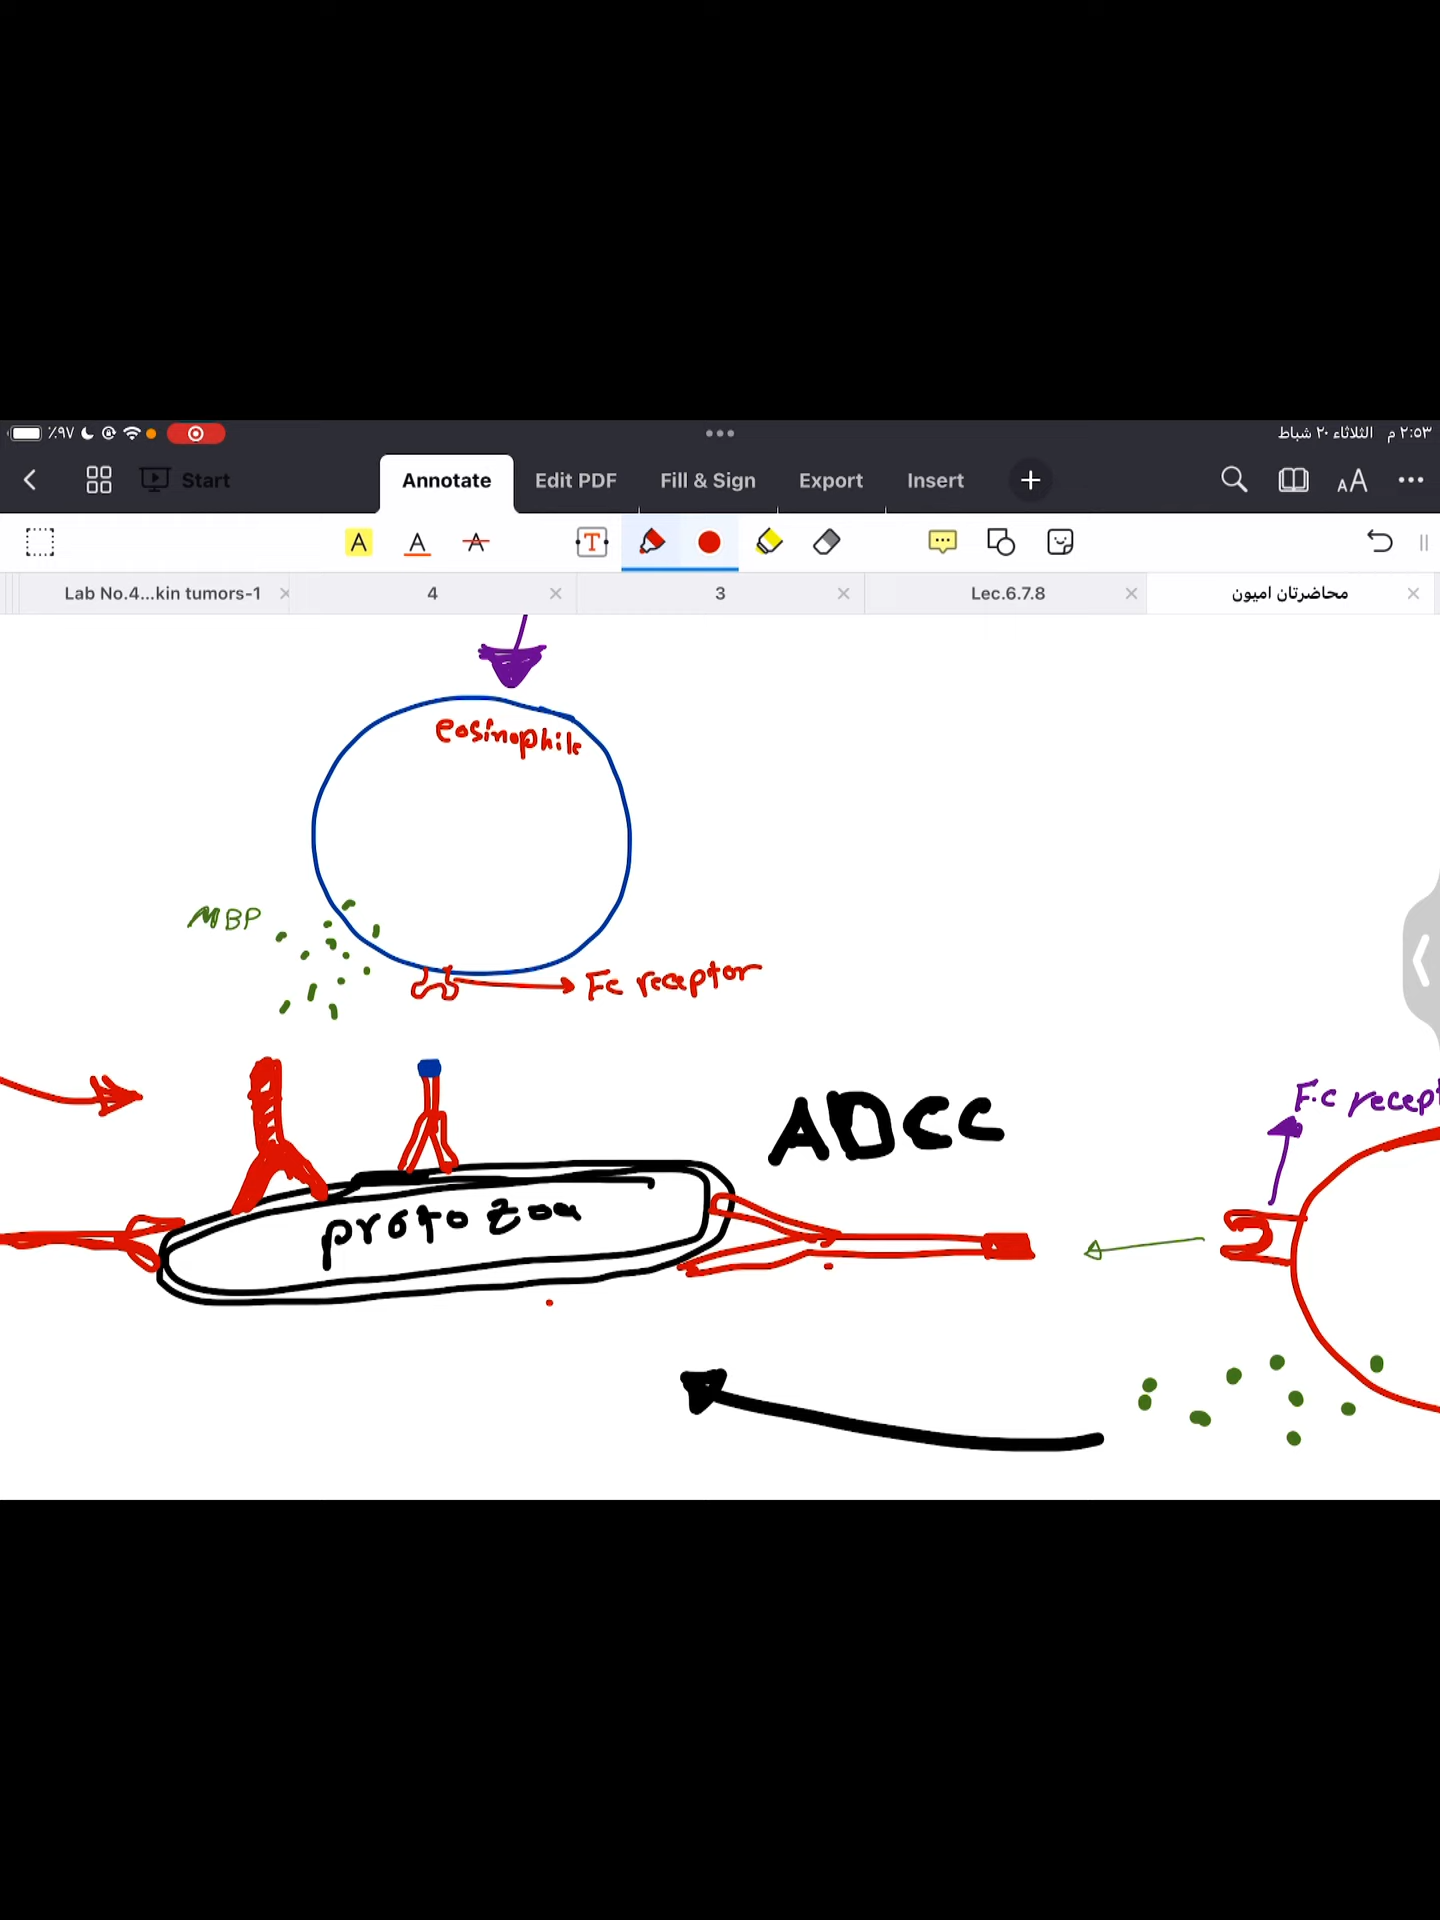 ٪٩٧
٢:٥٣ م الثلاثاء ٢٠ شباط
Start
Annotate
Edit PDF
Fill & Sign
Export
Insert
Lab No.4...kin tumors-1
4
3
Lec.6.7.8
محاضرتان اميون
eosinophile
MBP
Fc receptor
F.c recept
ADCC
protozoa